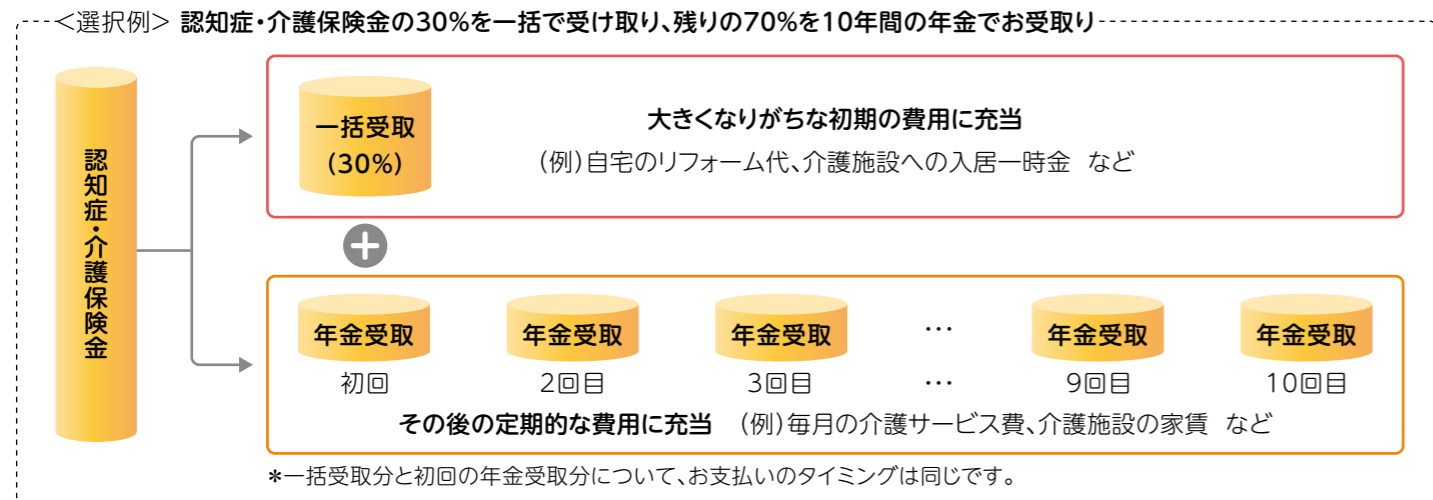 ＜選択例＞ 認知症・介護保険金の30%を一括で受け取り、残りの70%を10年間の年金でお受取り
認知症・介護保険金
一括受取
(30%)
大きくなりがちな初期の費用に充当
(例)自宅のリフォーム代、介護施設への入居一時金 など
年金受取 年金受取 年金受取 … 年金受取 年金受取
初回 2回目 3回目 … 9回目 10回目
その後の定期的な費用に充当 (例)毎月の介護サービス費、介護施設の家賃 など
＊一括受取分と初回の年金受取分について、お支払いのタイミングは同じです。